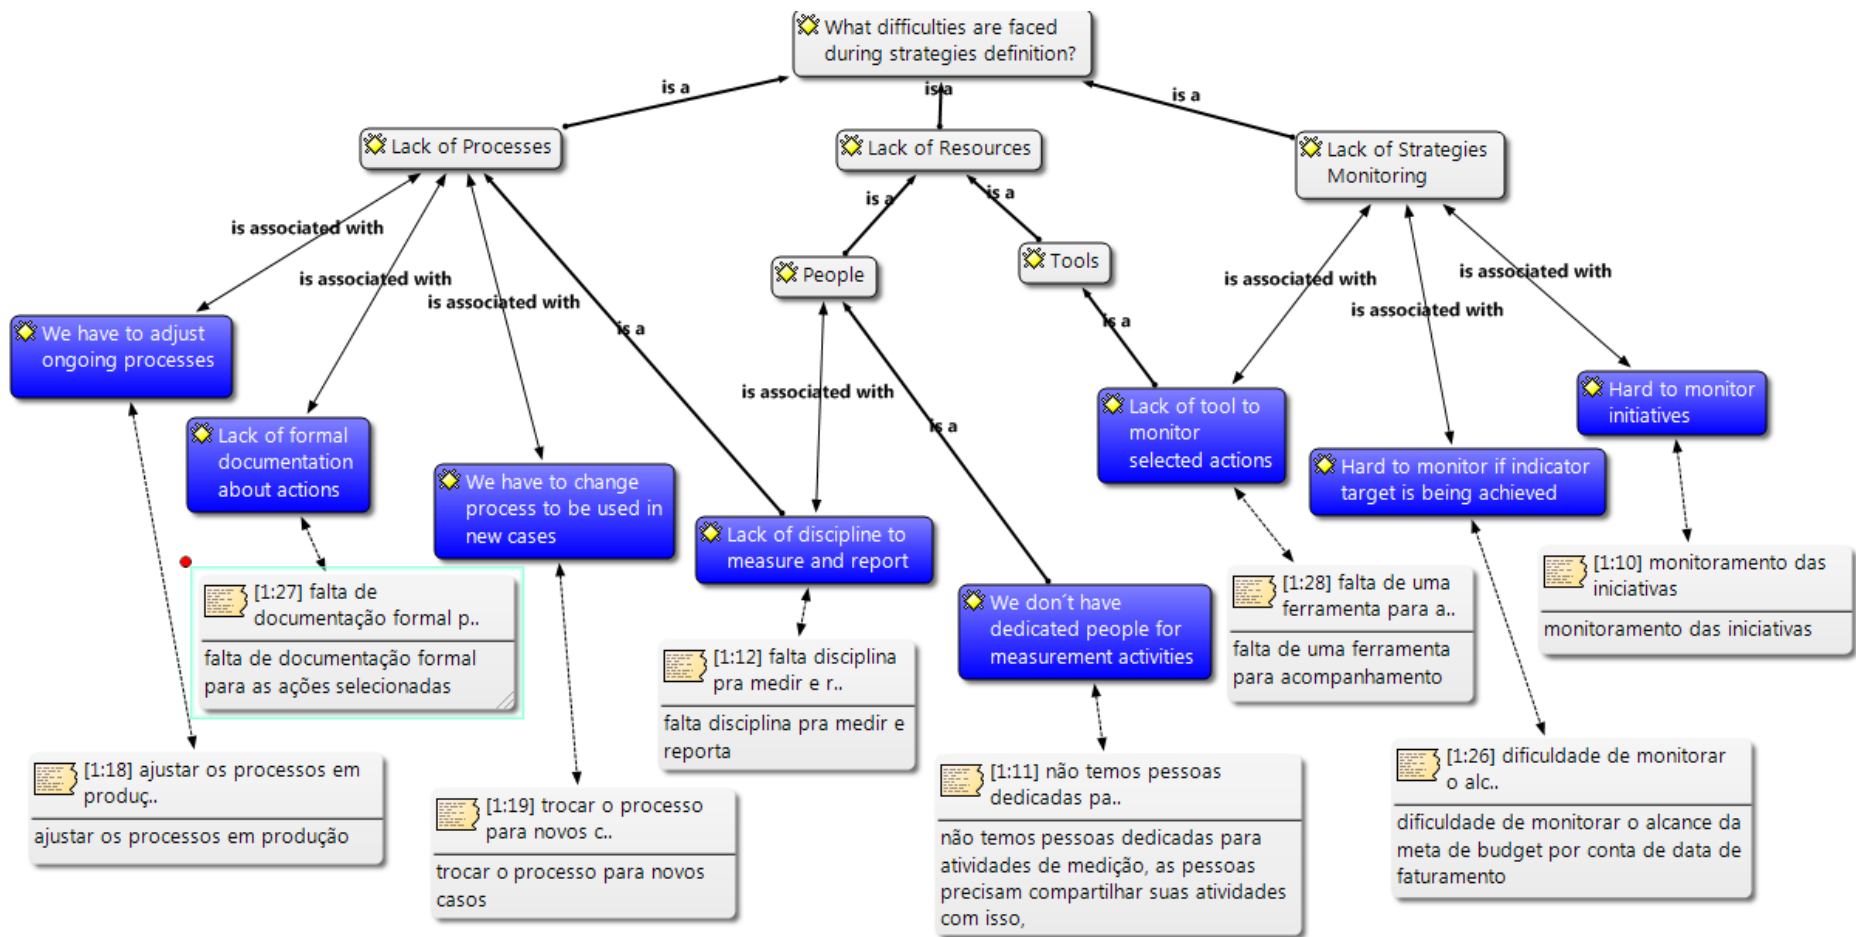 What difficulties are faced
during strategies definition?
is a
is a
is a
Lack of Processes
Lack of Resources
Lack of Strategies
Monitoring
is associated with
is associated with
is associated with
is a
is a
is a
People
Tools
is associated with
is a
is a
is associated with
is associated with
is associated with
We have to adjust
ongoing processes
Lack of formal
documentation
about actions
We have to change
process to be used in
new cases
Lack of discipline to
measure and report
We don´t have
dedicated people for
measurement activities
Lack of tool to
monitor
selected actions
Hard to monitor if indicator
target is being achieved
Hard to monitor
initiatives
[1:27] falta de
documentação formal p..
falta de documentação formal
para as ações selecionadas
[1:18] ajustar os processos em
produç..
ajustar os processos em produção
[1:19] trocar o processo
para novos c..
trocar o processo para novos
casos
[1:12] falta disciplina
pra medir e r..
falta disciplina pra medir e
reporta
[1:11] não temos pessoas
dedicadas pa..
não temos pessoas dedicadas para
atividades de medição, as pessoas
precisam compartilhar suas atividades
com isso,
[1:28] falta de uma
ferramenta para a..
falta de uma ferramenta
para acompanhamento
[1:26] dificuldade de monitorar
o alc..
dificuldade de monitorar o alcance da
meta de budget por conta de data de
faturamento
[1:10] monitoramento das
iniciativas
monitoramento das iniciativas